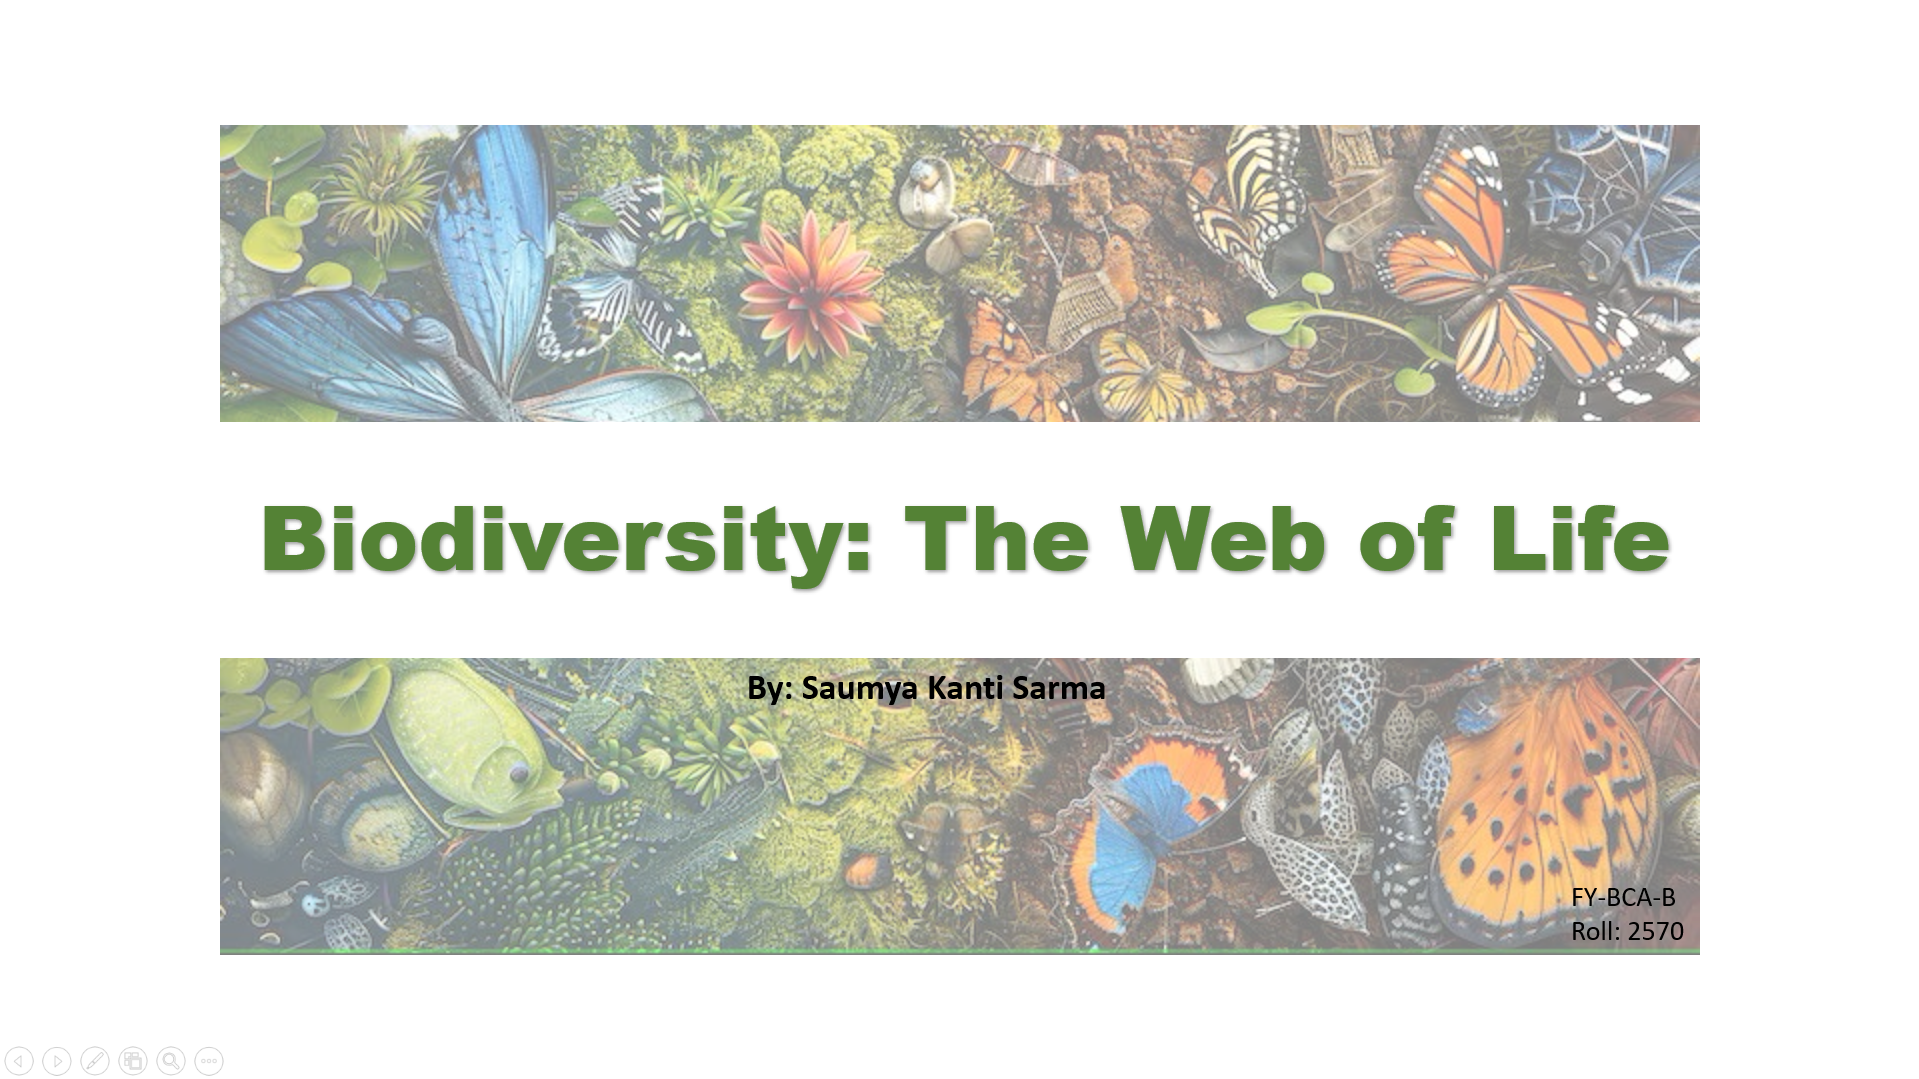 Biodiversity: The Web of Life
By: Saumya Kanti Sarma
FY-BCA-B
Roll: 2570